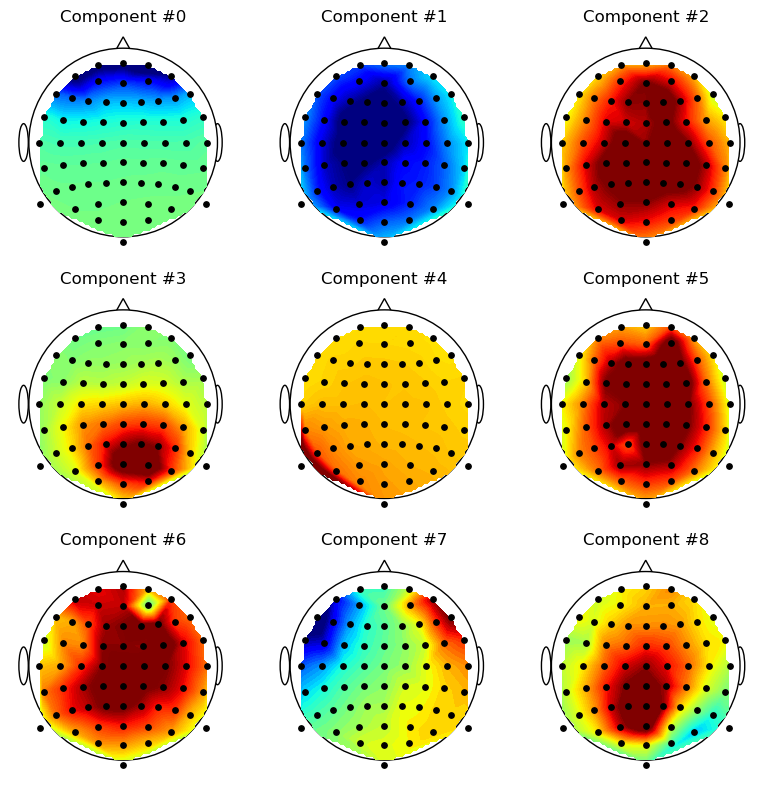 Component #0
Component #1
Component #2
Component #3
Component #4
Component #5
Component #6
Component #7
Component #8